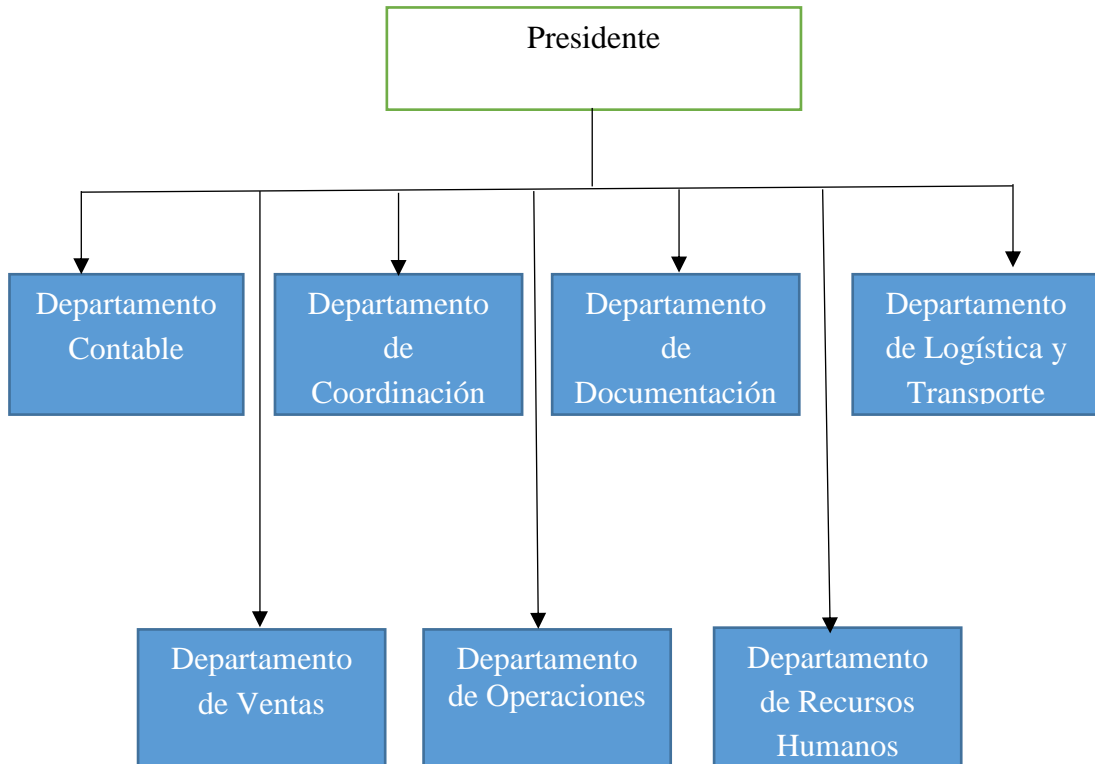 Presidente
Departamento
Contable
Departamento
de
Coordinación
Departamento
de
Documentación
Departamento
de Logística y
Transporte
Departamento
de Ventas
Departamento
de Operaciones
Departamento
de Recursos
Humanos